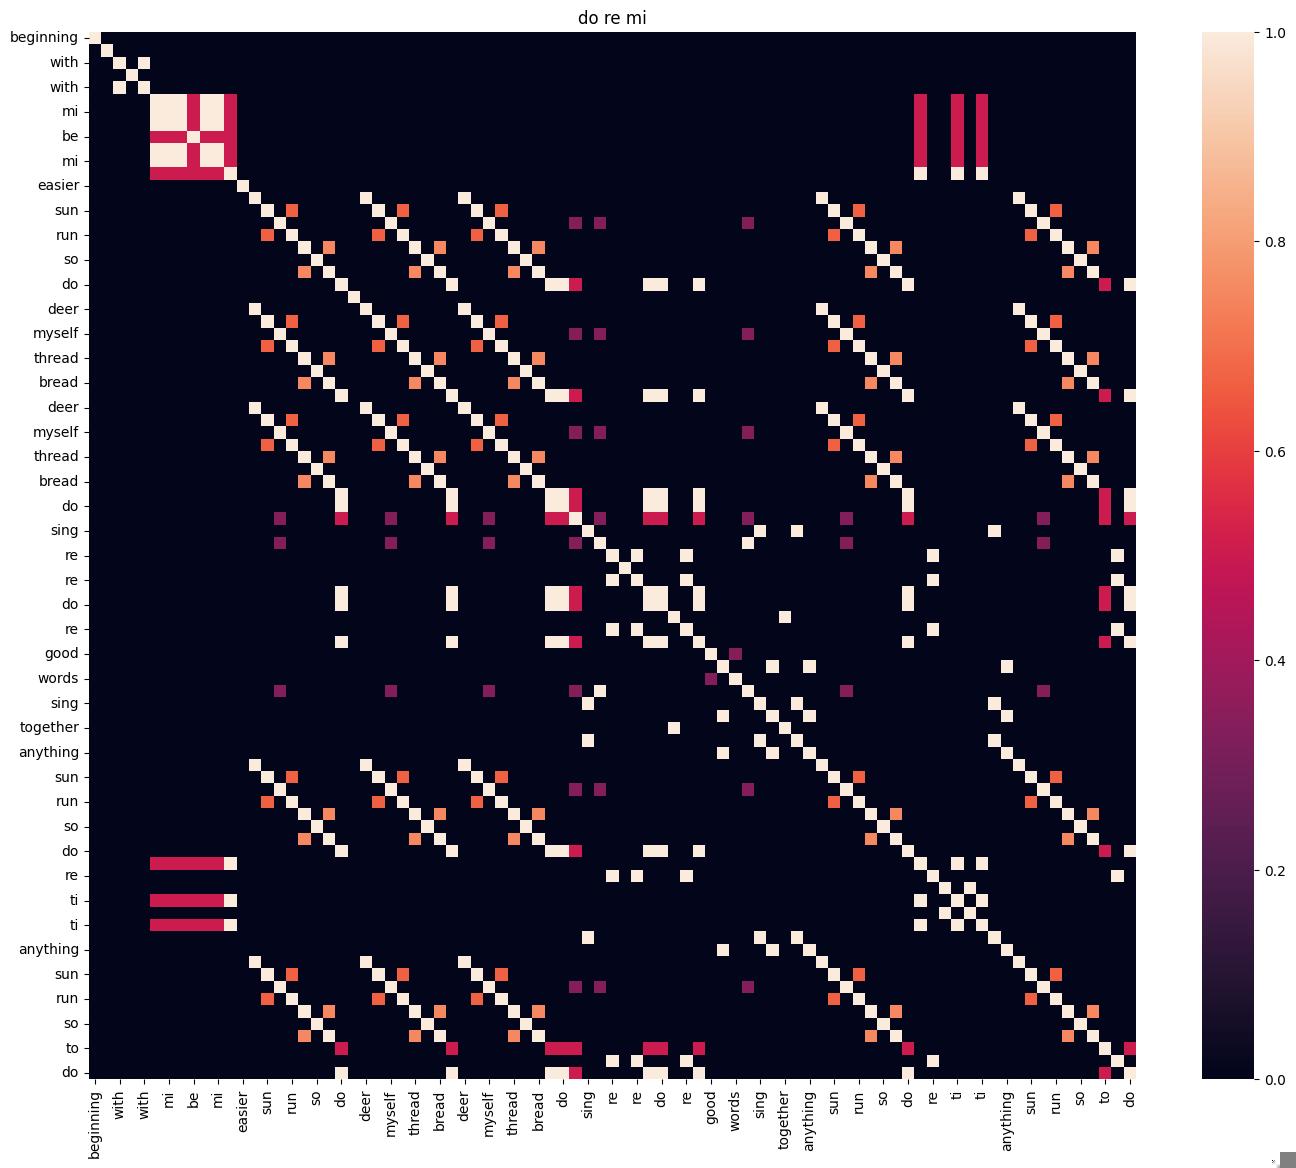 do re mi
beginning
with
with
mi
be
mi
easier
sun
run
so
do
deer
myself
thread
bread
deer
myself
thread
bread
do
sing
re
re
do
re
good
words
sing
together
anything
sun
run
so
do
re
ti
ti
anything
sun
run
so
to
do
1.0
0.8
0.6
0.4
0.2
0.0
beginning with with mi be mi easier sun run so do deer myself thread bread deer myself thread bread do sing re re do re good words sing together anything sun run so do re ti ti anything sun run so to do